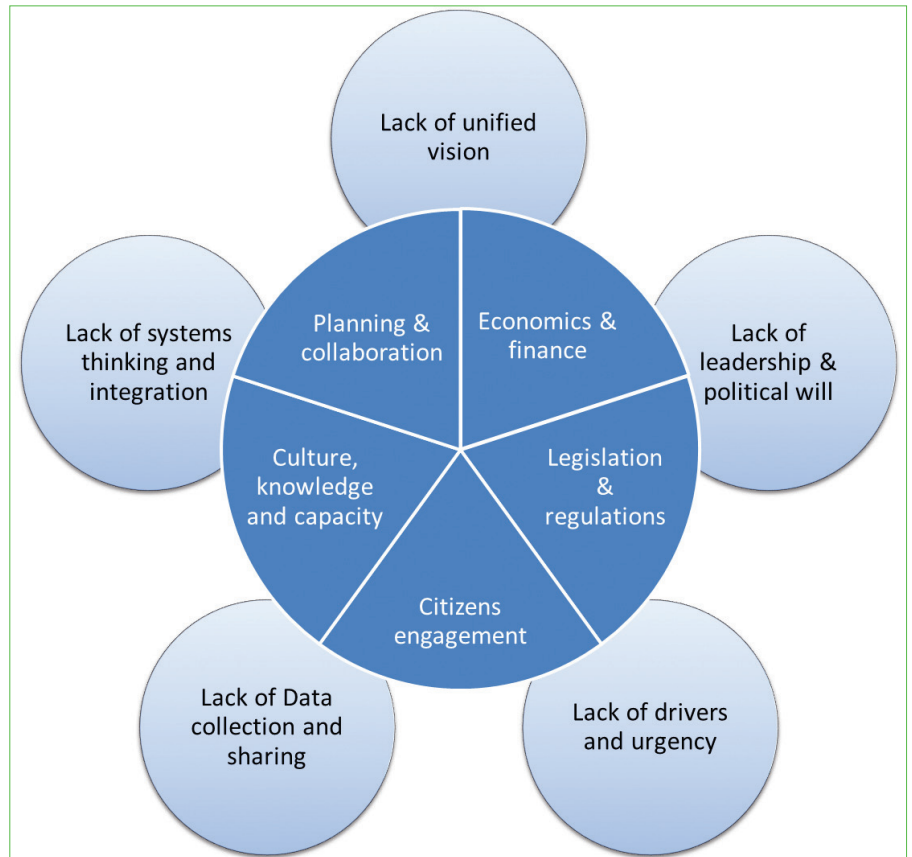 Lack of unified
vision
Lack of systems
thinking and
integration
Planning &
collaboration
Economics &
finance
Lack of
leadership &
political will
Culture,
knowledge
and capacity
Legislation
&
regulations
Citizens
engagement
Lack of Data
collection and
sharing
Lack of drivers
and urgency